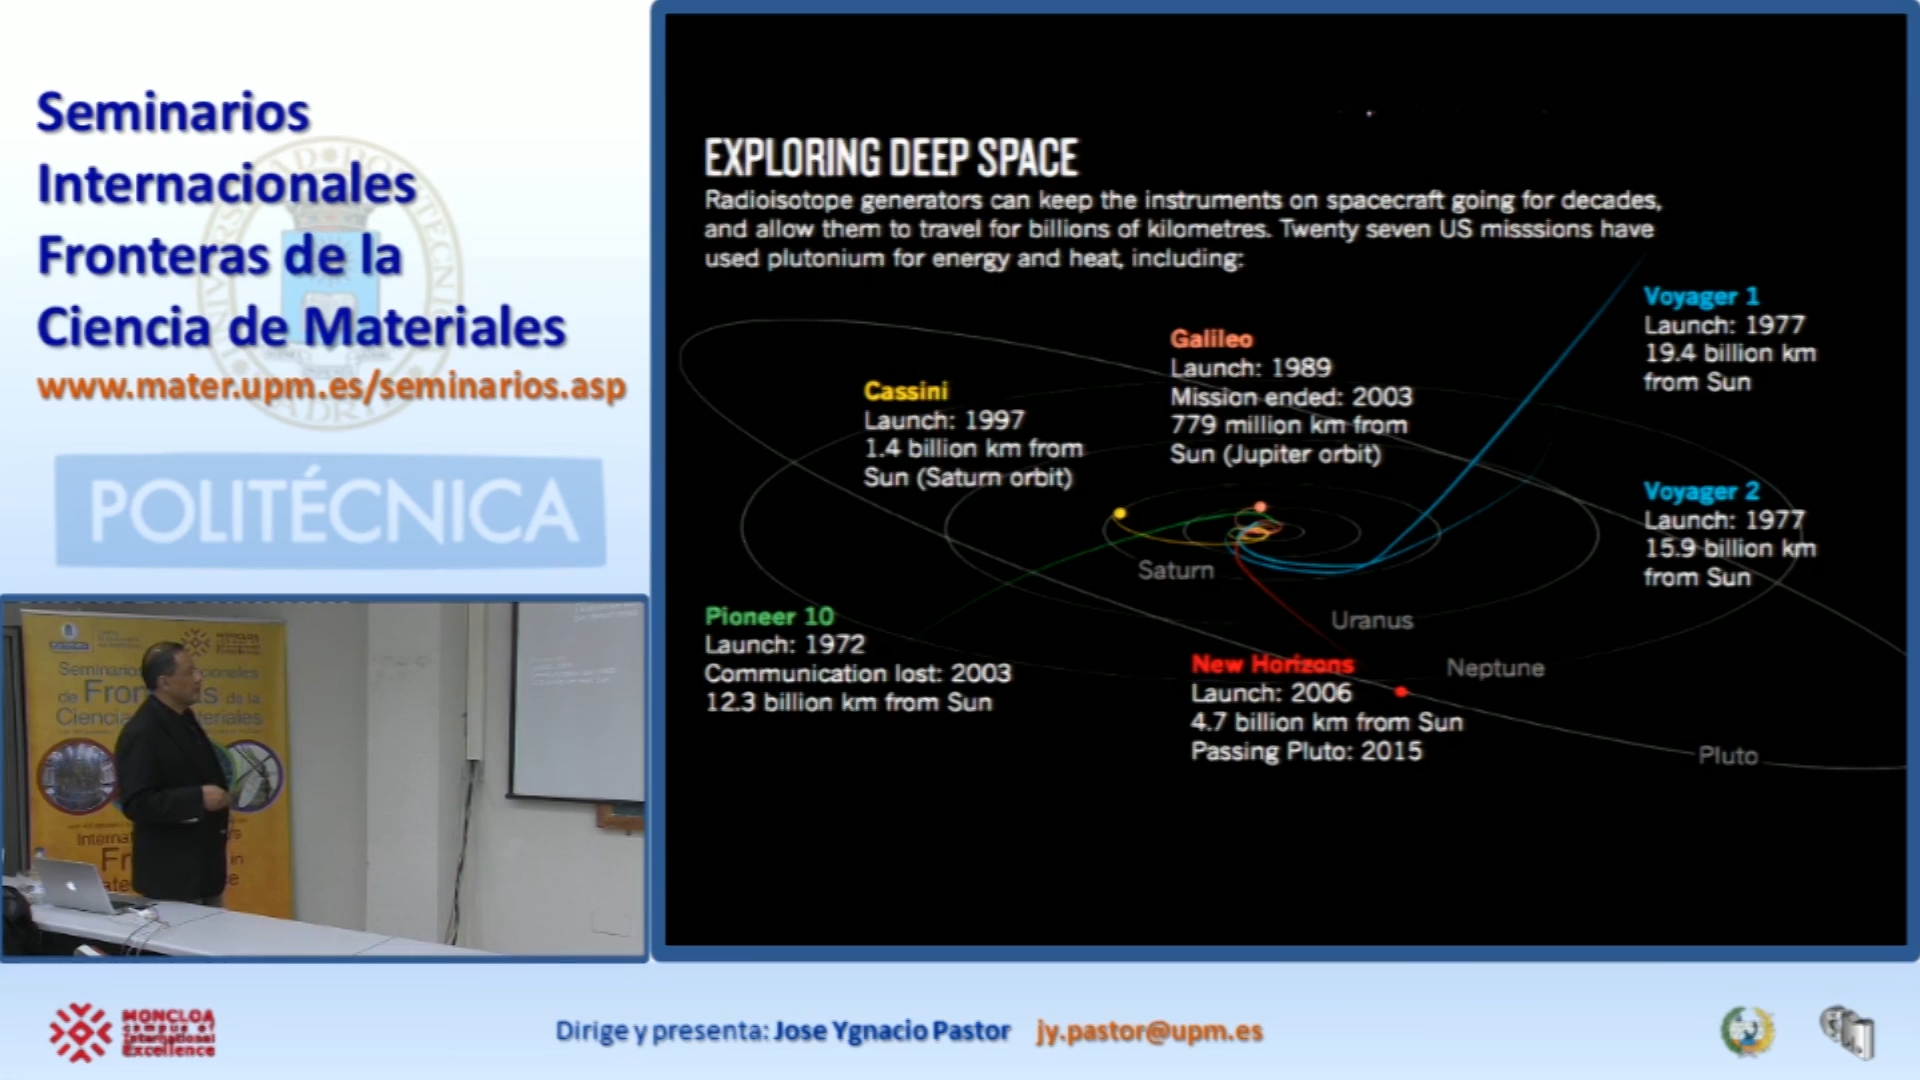 Seminarios
Internacionales
Fronteras de la
Ciencia de Materiales
www.mater.upm.es/seminarios.asp
POLITÉCNICA
EXPLORING DEEP SPACE
Radioisotope generators can keep the instruments on spacecraft going for decades,
and allow them to travel for billions of kilometres. Twenty seven US misssions have
used plutonium for energy and heat, including:
Voyager 1
Launch: 1977
19.4 billion km
from Sun
Galileo
Launch: 1989
Mission ended: 2003
779 million km from
Sun (Jupiter orbit)
Cassini
Launch: 1997
1.4 billion km from
Sun (Saturn orbit)
Voyager 2
Launch: 1977
15.9 billion km
from Sun
Saturn
Uranus
Neptune
Pluto
Pioneer 10
Launch: 1972
Communication lost: 2003
12.3 billion km from Sun
New Horizons
Launch: 2006
4.7 billion km from Sun
Passing Pluto: 2015
MONCLOA
Seminarios
de la
in
MONCLOA
campus of
International
Excellence
Dirige y presenta: Jose Ygnacio Pastor jy.pastor@upm.es